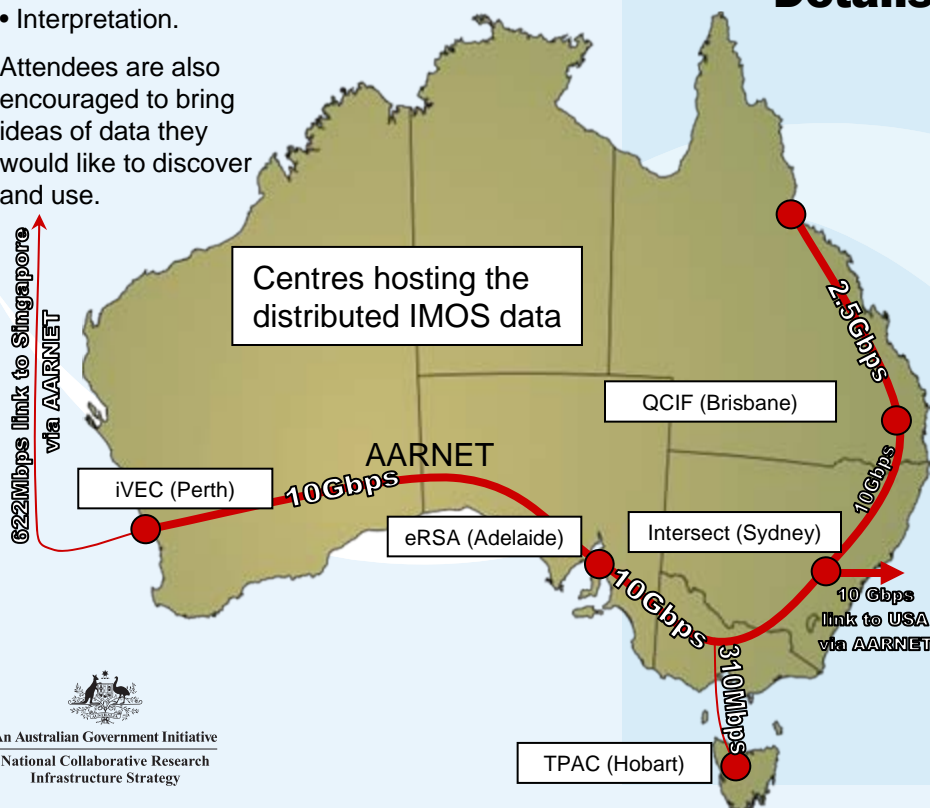 Details
• Interpretation.
Attendees are also
encouraged to bring
ideas of data they
would like to discover
and use.
622Mbps link to Singapore
via AARNET
Centres hosting the
distributed IMOS data
2.5Gbps
QCIF (Brisbane)
AARNET
iVEC (Perth)
10Gbps
10Gbps
eRSA (Adelaide)
Intersect (Sydney)
10Gbps
10 Gbps
link to USA
via AARNET
310Mbps
TPAC (Hobart)
An Australian Government Initiative
National Collaborative Research
Infrastructure Strategy